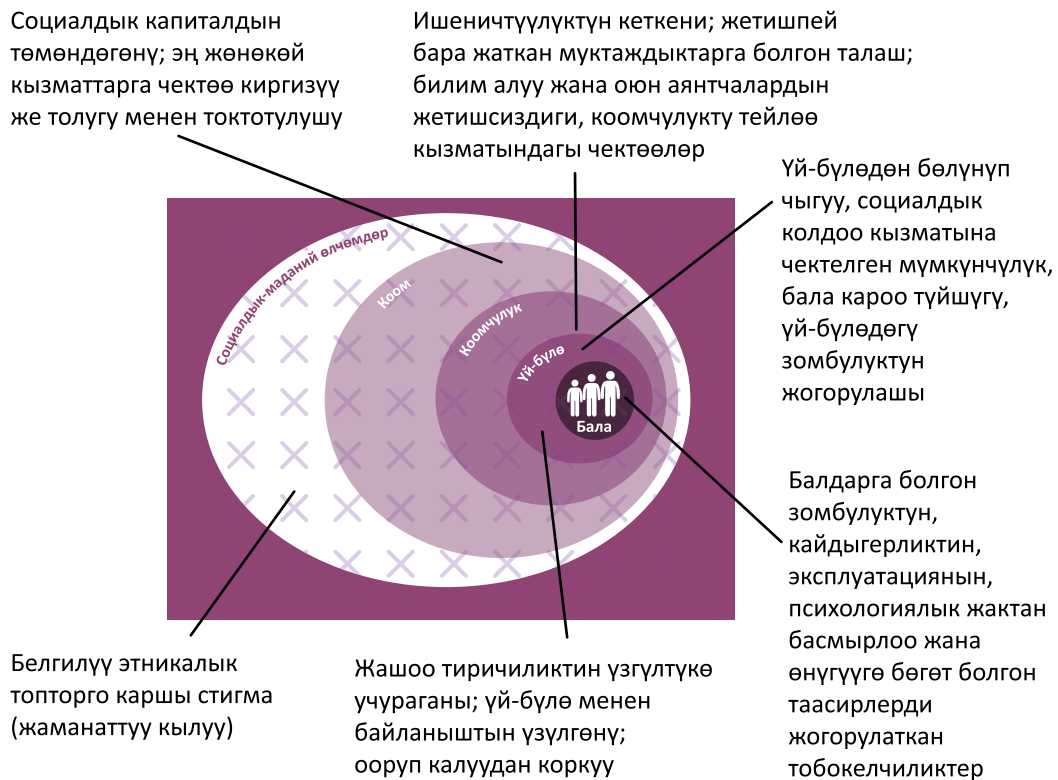 Социалдык капиталдын
төмөндөгөнү; эң жөнөкөй
кызматтарга чектөө киргизүү
же толугу менен токтотулушу
Ишеничтүүлүктүн кеткени; жетишпей
бара жаткан муктаждыктарга болгон талаш;
билим алуу жана оюн аянтчалардын
жетишсиздиги, коомчулукту тейлөө
кызматындагы чектөөлөр
Үй-бүлөдөн бөлүнүп
чыгуу, социалдык
колдоо кызматына
чектелген мүмкүнчүлүк,
бала кароо түйшүгү,
үй-бүлөдөгү
зомбулуктун
жогорулашы
Социалдык-маданий өлчөмдөр
Коом
Коомчулук
Үй-бүлө
Бала
Балдарга болгон
зомбулуктун,
кайдыгерликтин,
эксплуатациянын,
психологиялык жактан
басмырлоо жана
өнүгүүгө бөгөт болгон
таасирлерди
жогорулаткан
тобокелчиликтер
Белгилүү этникалык
топторго каршы стигма
(жаманаттуу кылуу)
Жашоо тиричиликтин үзгүлтүкө
учураганы; үй-бүлө менен
байланыштын үзүлгөнү;
ооруп калуудан коркуу